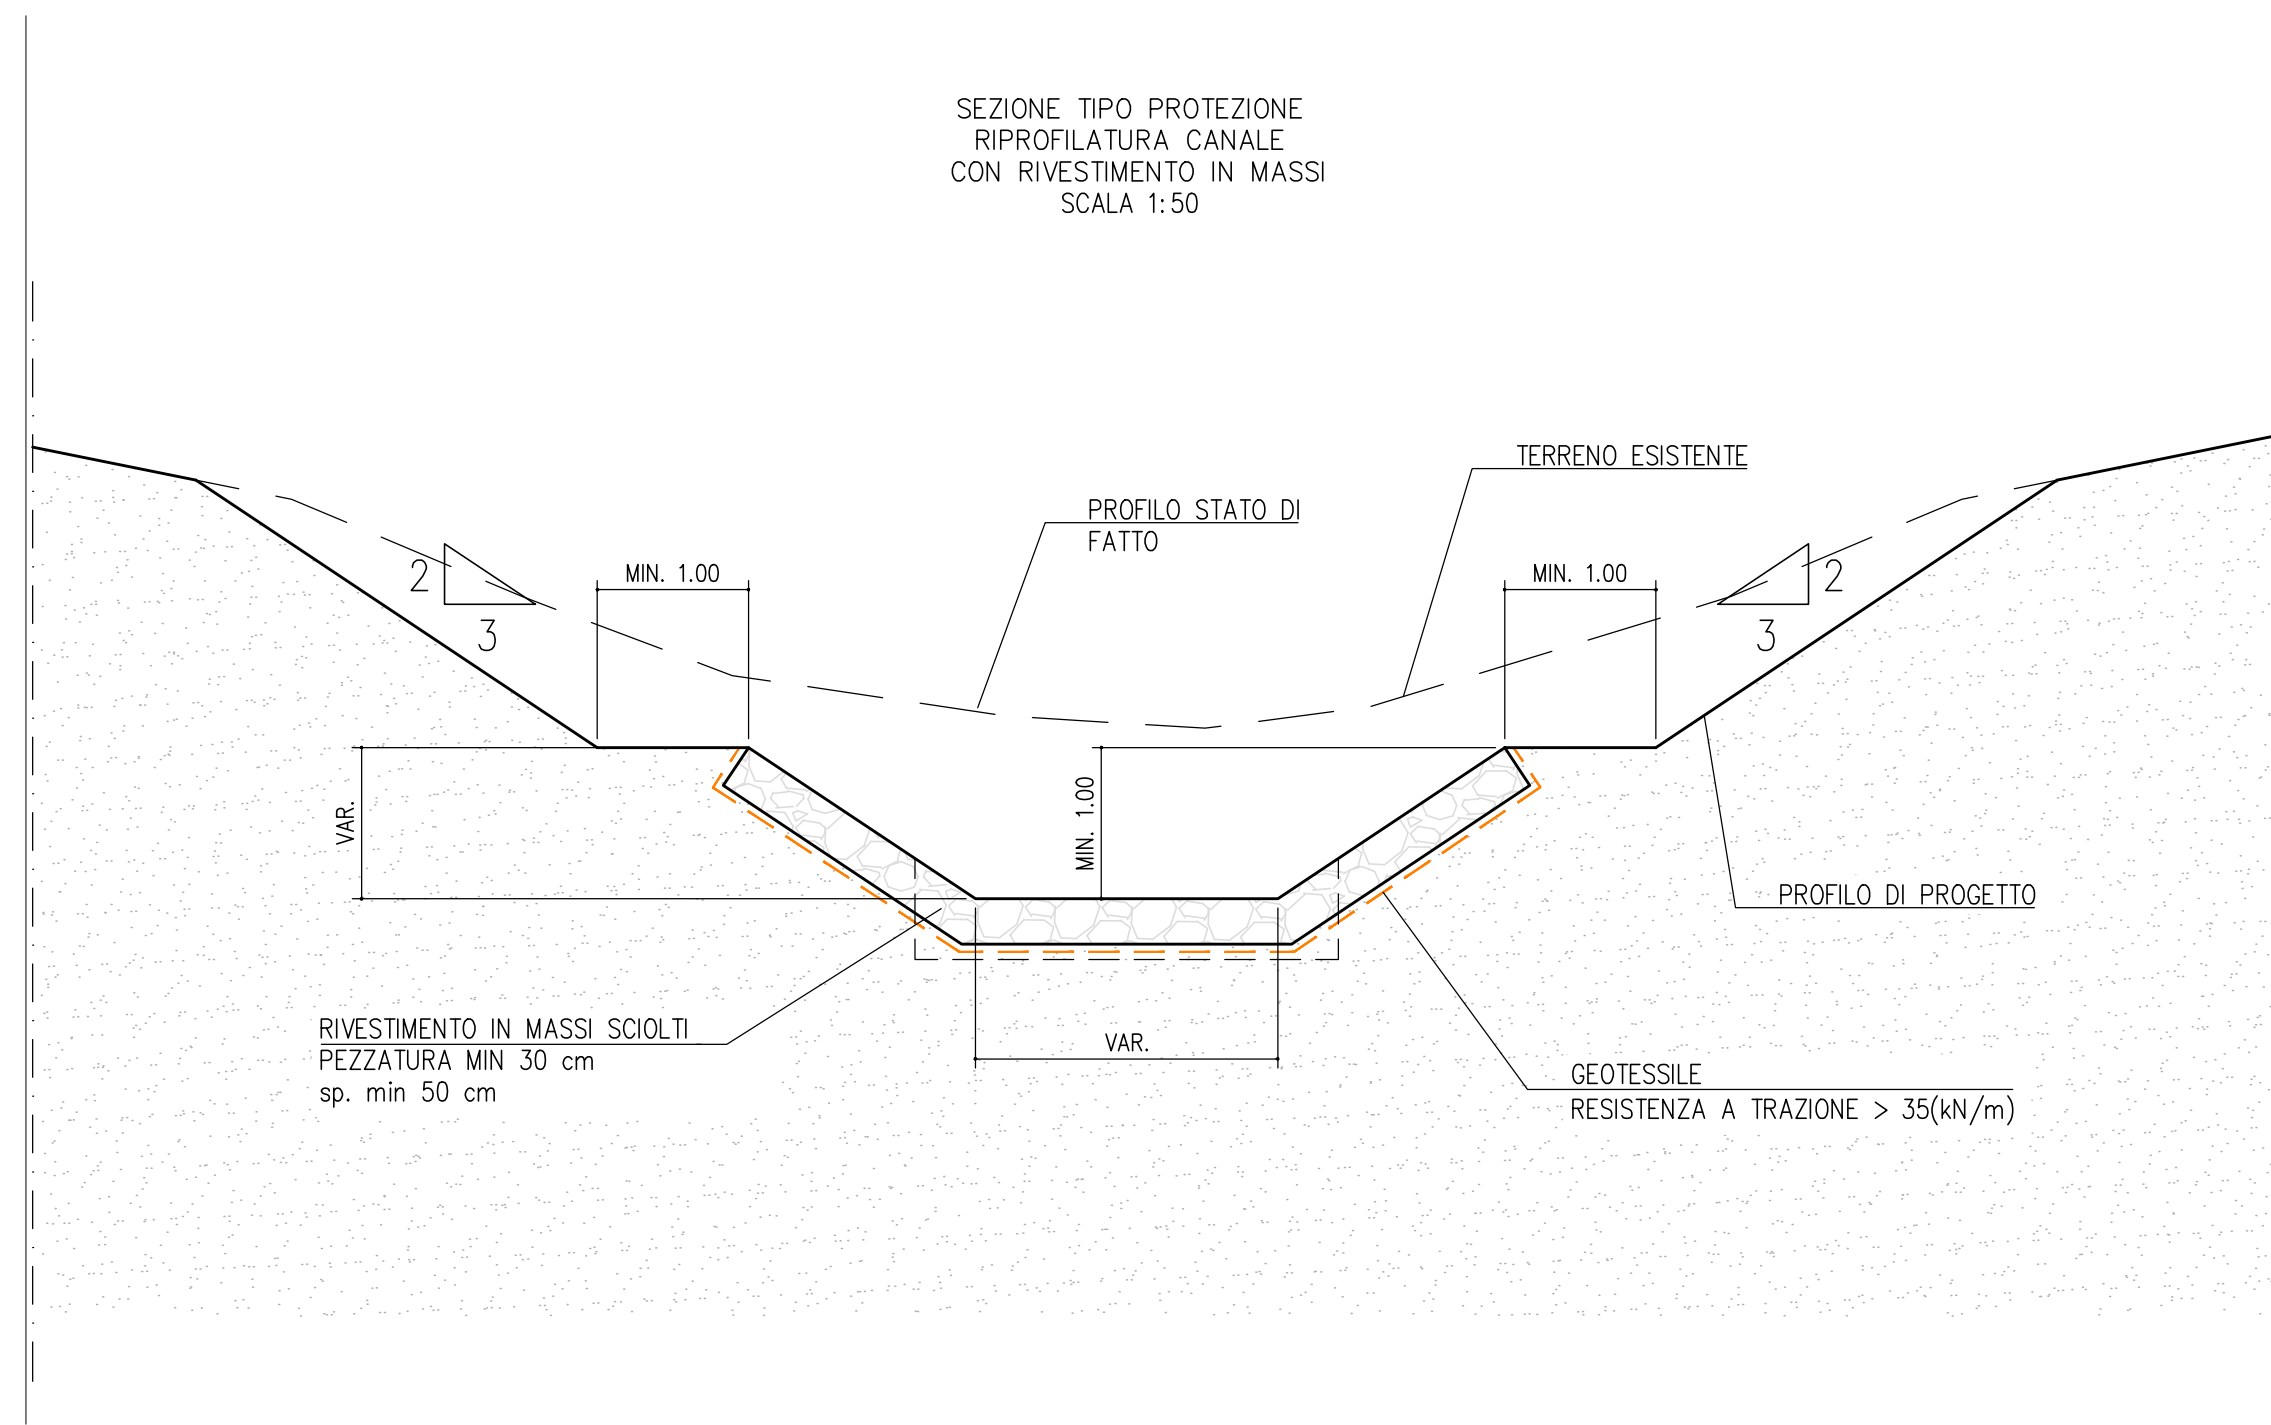 SEZIONE TIPO PROTEZIONE
RIPROFILATURA CANALE
CON RIVESTIMENTO IN MASSI
SCALA 1:50
TERRENO ESISTENTE
PROFILO STATO DI
FATTO
2
3
MIN. 1.00
MIN. 1.00
2
3
VAR.
MIN. 1.00
PROFILO DI PROGETTO
RIVESTIMENTO IN MASSI SCIOLTI
PEZZATURA MIN 30 cm
sp. min 50 cm
VAR.
GEOTESSILE
RESISTENZA A TRAZIONE > 35(kN/m)